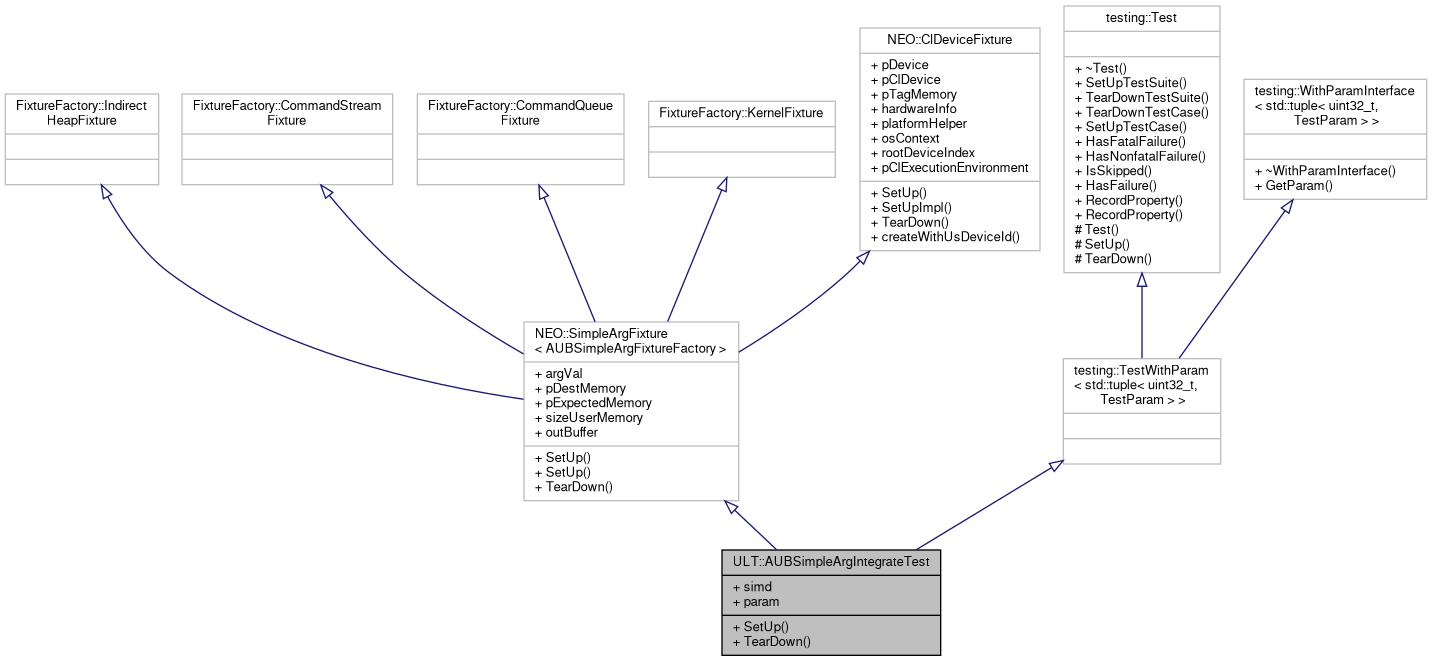 testing::Test
+ ~Test()
+ SetUpTestSuite()
+ TearDownTestSuite()
+ TearDownTestCase()
+ SetUpTestCase()
+ HasFatalFailure()
+ HasNonfatalFailure()
+ IsSkipped()
+ HasFailure()
+ RecordProperty()
+ RecordProperty()
# Test()
# SetUp()
# TearDown()
NEO::ClDeviceFixture
+ pDevice
+ pClDevice
+ pTagMemory
+ hardwareInfo
+ platformHelper
+ osContext
+ rootDeviceIndex
+ pClExecutionEnvironment
+ SetUp()
+ SetUpImpl()
+ TearDown()
+ createWithUsDeviceId()
testing::WithParamInterface
< std::tuple< uint32_t,
TestParam > >
+ ~WithParamInterface()
+ GetParam()
FixtureFactory::Indirect
HeapFixture
FixtureFactory::CommandStream
Fixture
FixtureFactory::CommandQueue
Fixture
FixtureFactory::KernelFixture
NEO::SimpleArgFixture
< AUBSimpleArgFixtureFactory >
+ argVal
+ pDestMemory
+ pExpectedMemory
+ sizeUserMemory
+ outBuffer
+ SetUp()
+ SetUp()
+ TearDown()
testing::TestWithParam
< std::tuple< uint32_t,
TestParam > >
ULT::AUBSimpleArgIntegrateTest
+ simd
+ param
+ SetUp()
+ TearDown()